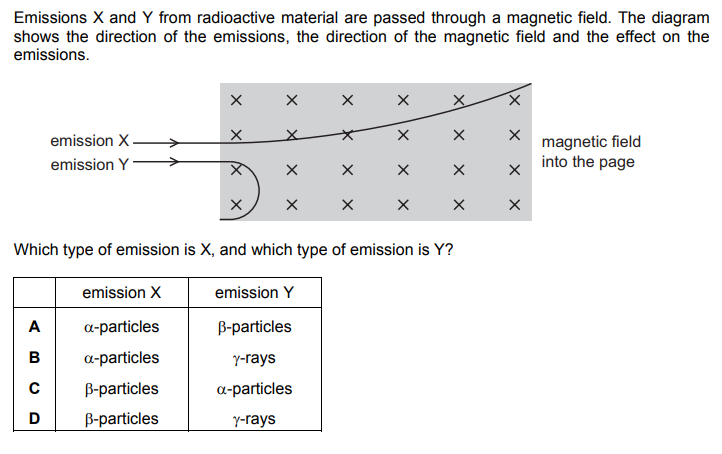 Emissions X and Y from radioactive material are passed through a magnetic field. The diagram
shows the direction of the emissions, the direction of the magnetic field and the effect on the
emissions.
emission X
emission Y
magnetic field
into the page
Which type of emission is X, and which type of emission is Y?
emission X emission Y
A α-particles β-particles
B α-particles γ-rays
C β-particles α-particles
D β-particles γ-rays